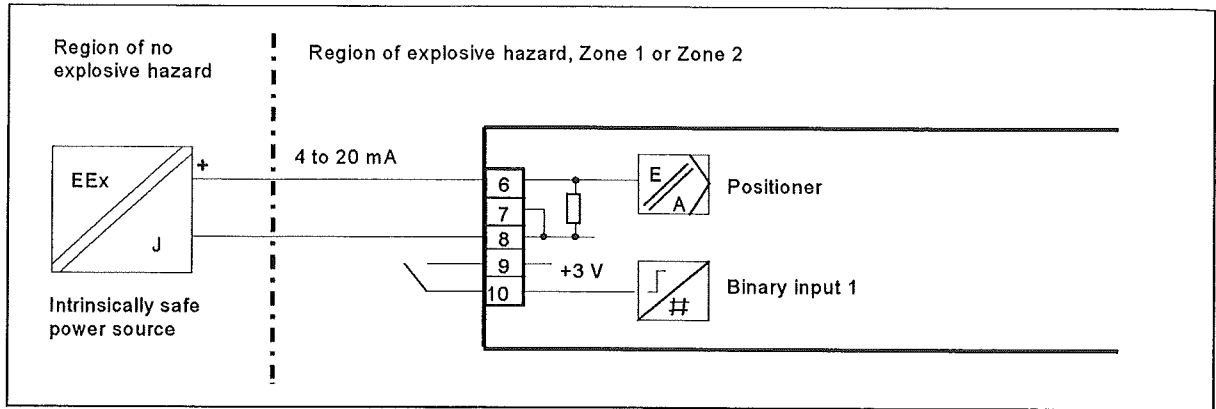 Region of no
explosive hazard
Region of explosive hazard, Zone 1 or Zone 2
EEx
J
+
4 to 20 mA
Intrinsically safe
power source
6
7
8
9
10
+3 V
E
A
Positioner
#
Binary input 1